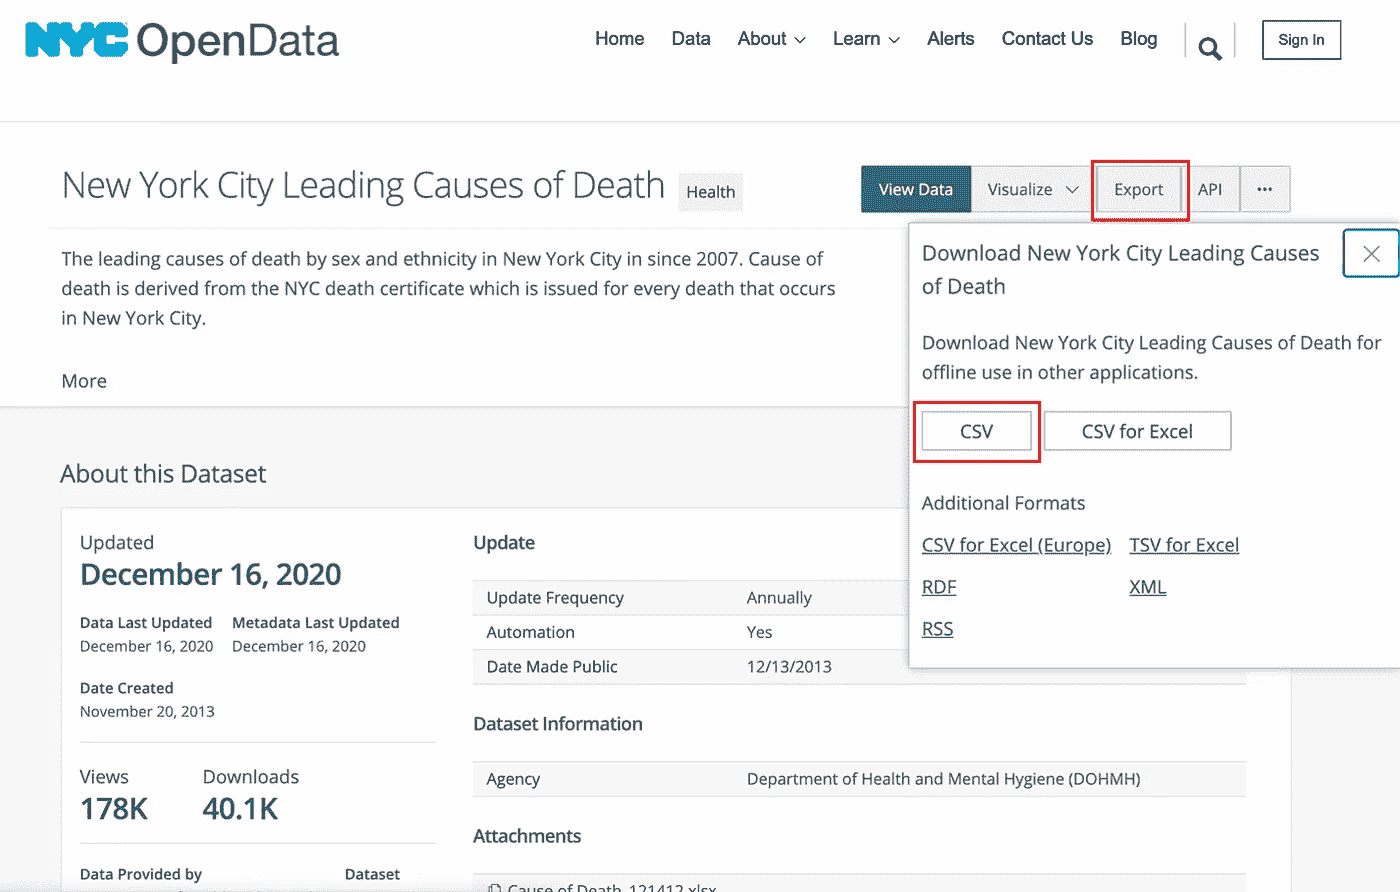 NYC OpenData
Home Data About Learn Alerts Contact Us Blog Sign In
New York City Leading Causes of Death Health
View Data Visualize Export API ...
The leading causes of death by sex and ethnicity in New York City in since 2007. Cause of
death is derived from the NYC death certificate which is issued for every death that occurs
in New York City.
More
Download New York City Leading Causes
of Death
Download New York City Leading Causes of Death for
offline use in other applications.
CSV CSV for Excel
Additional Formats
CSV for Excel (Europe) TSV for Excel
RDF XML
RSS
About this Dataset
Updated
December 16, 2020
Data Last Updated Metadata Last Updated
December 16, 2020 December 16, 2020
Date Created
November 20, 2013
Views Downloads
178K 40.1K
Data Provided by Dataset
Update
Update Frequency Annually
Automation Yes
Date Made Public 12/13/2013
Dataset Information
Agency Department of Health and Mental Hygiene (DOHMH)
Attachments
Cause of Death 121412.xlsx